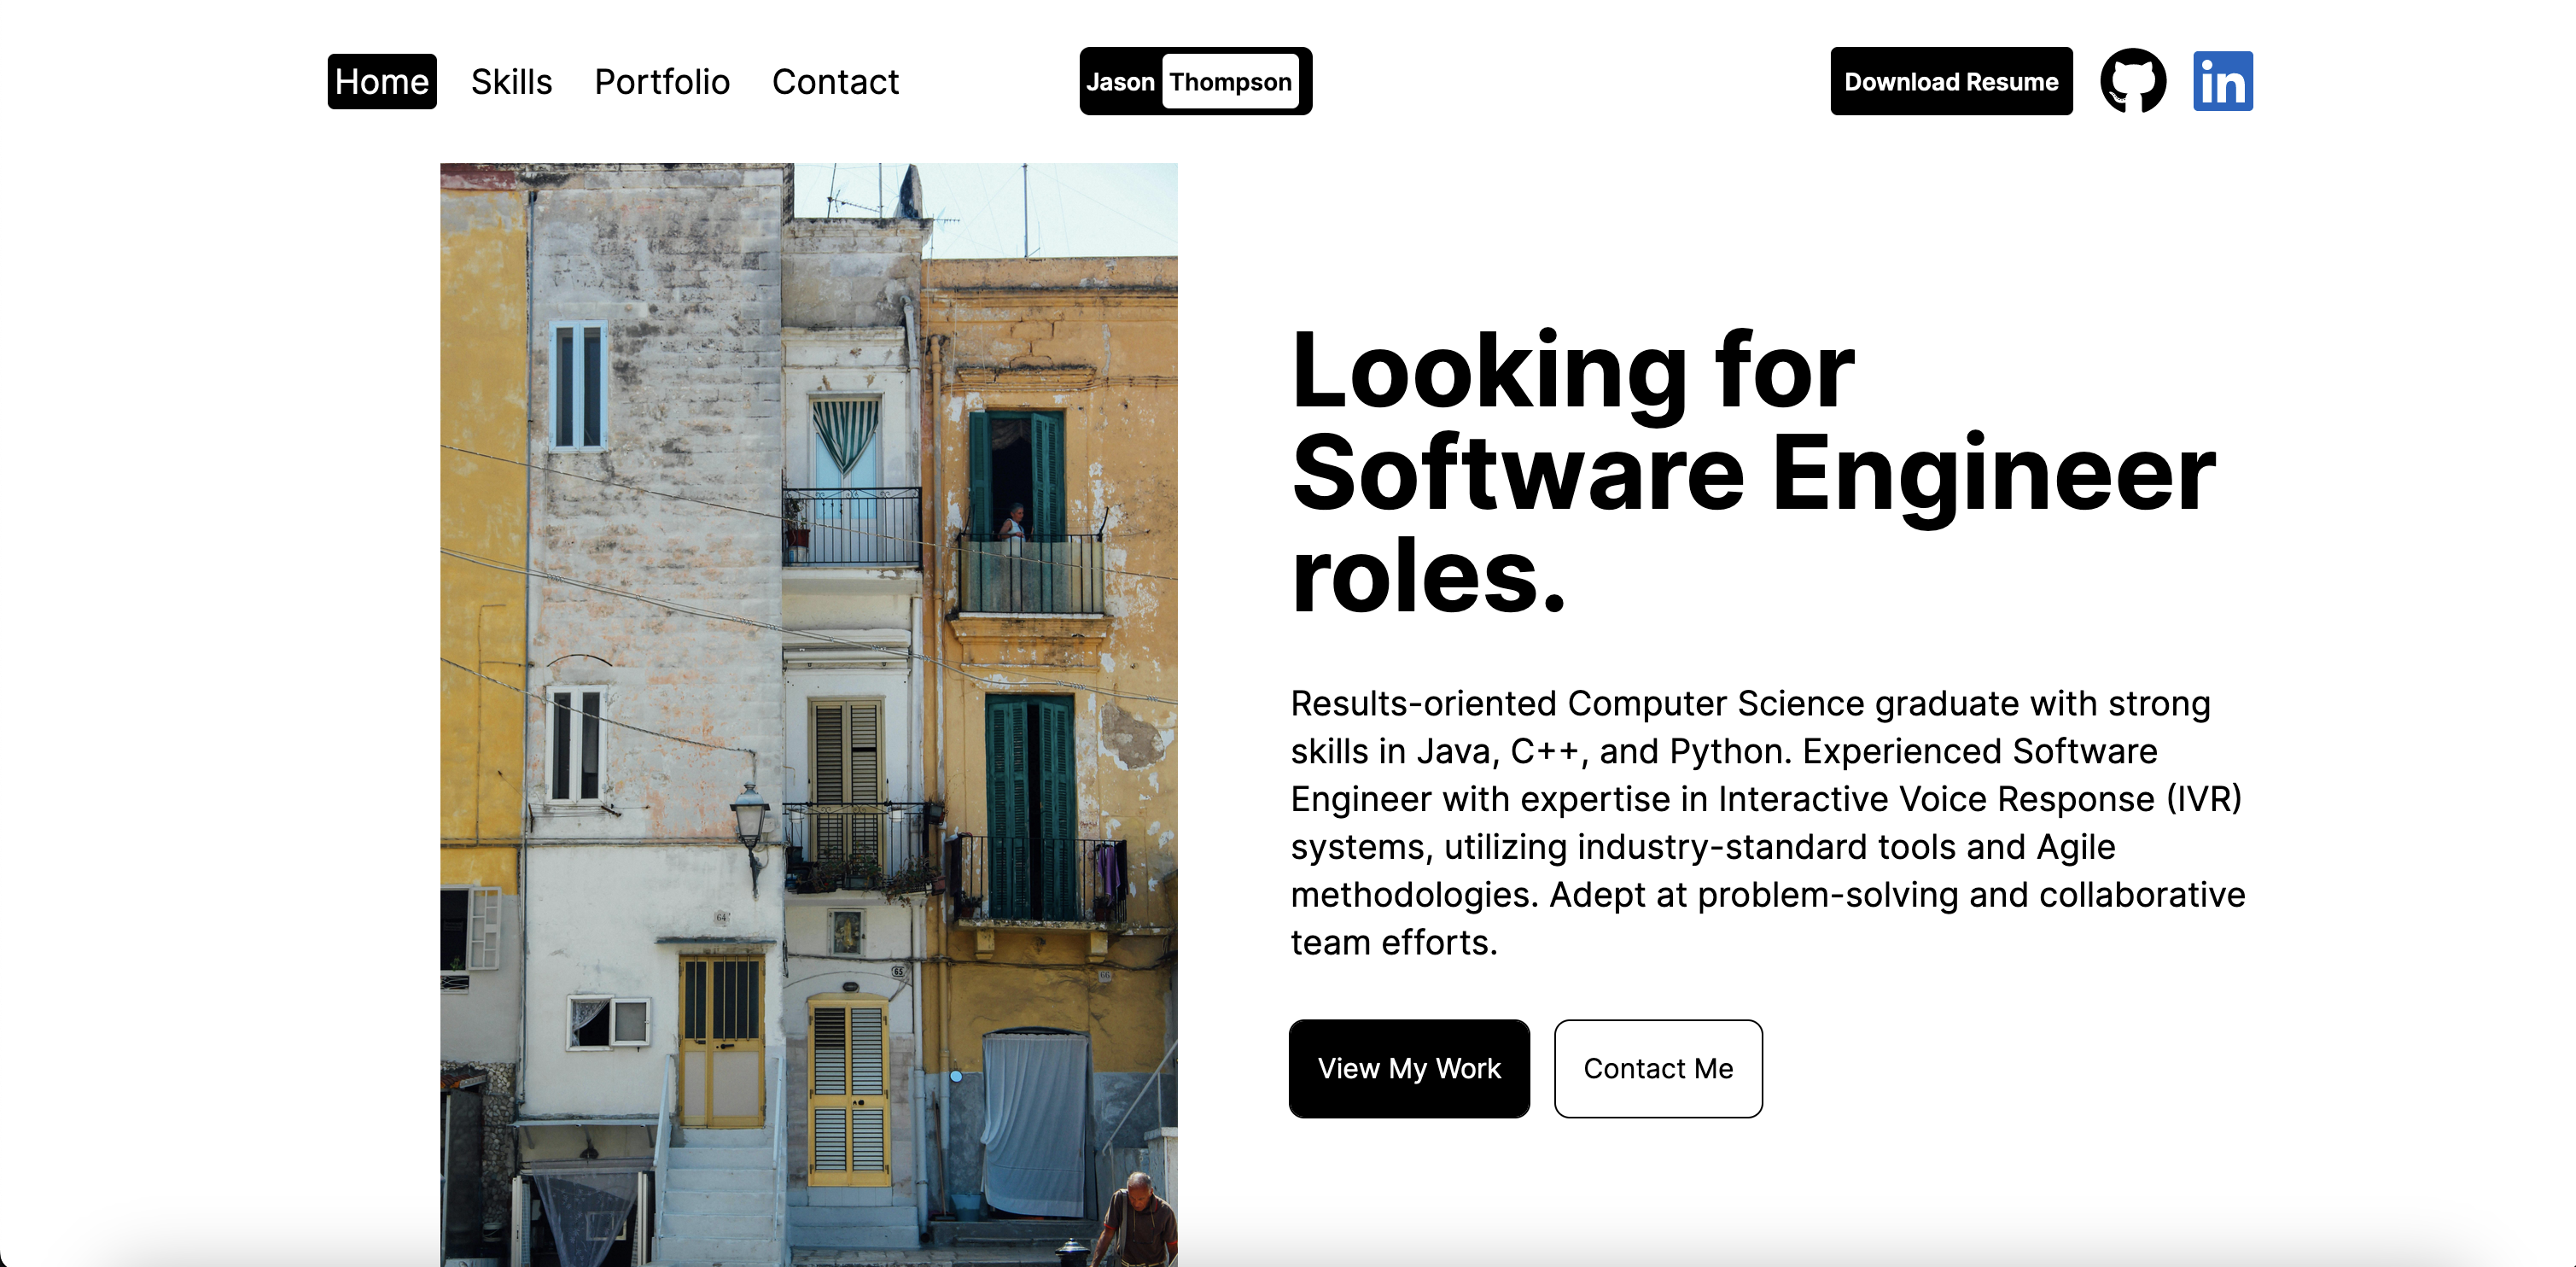 Home Skills Portfolio Contact Jason Thompson Download Resume in
Looking for
Software Engineer
roles.
Results-oriented Computer Science graduate with strong
skills in Java, C++, and Python. Experienced Software
Engineer with expertise in Interactive Voice Response (IVR)
systems, utilizing industry-standard tools and Agile
methodologies. Adept at problem-solving and collaborative
team efforts.
View My Work Contact Me
64
65
66